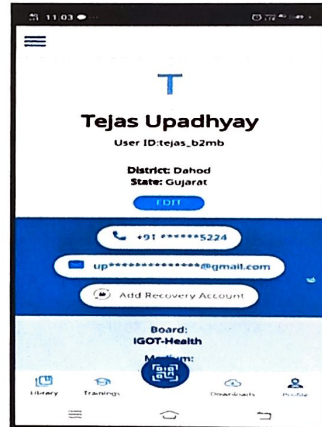 11:03
T
Tejas Upadhyay
User ID:tejas_b2mb
District: Dahod
State: Gujarat
EDIT
+91 ******5224
up**************@gmail.com
Add Recovery Account
Board:
IGOT-Health
Medium:
Library Trainings Downloads Profile